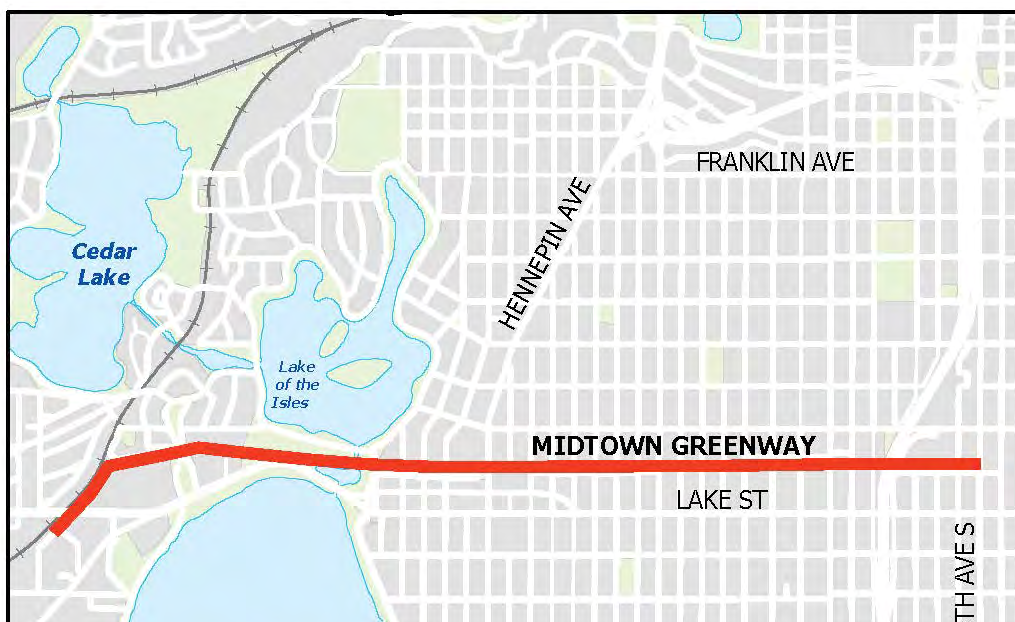 FRANKLIN AVE
HENNEPIN AVE
Cedar
Lake
Lake
of the
Isles
MIDTOWN GREENWAY
LAKE ST
TH AVE S